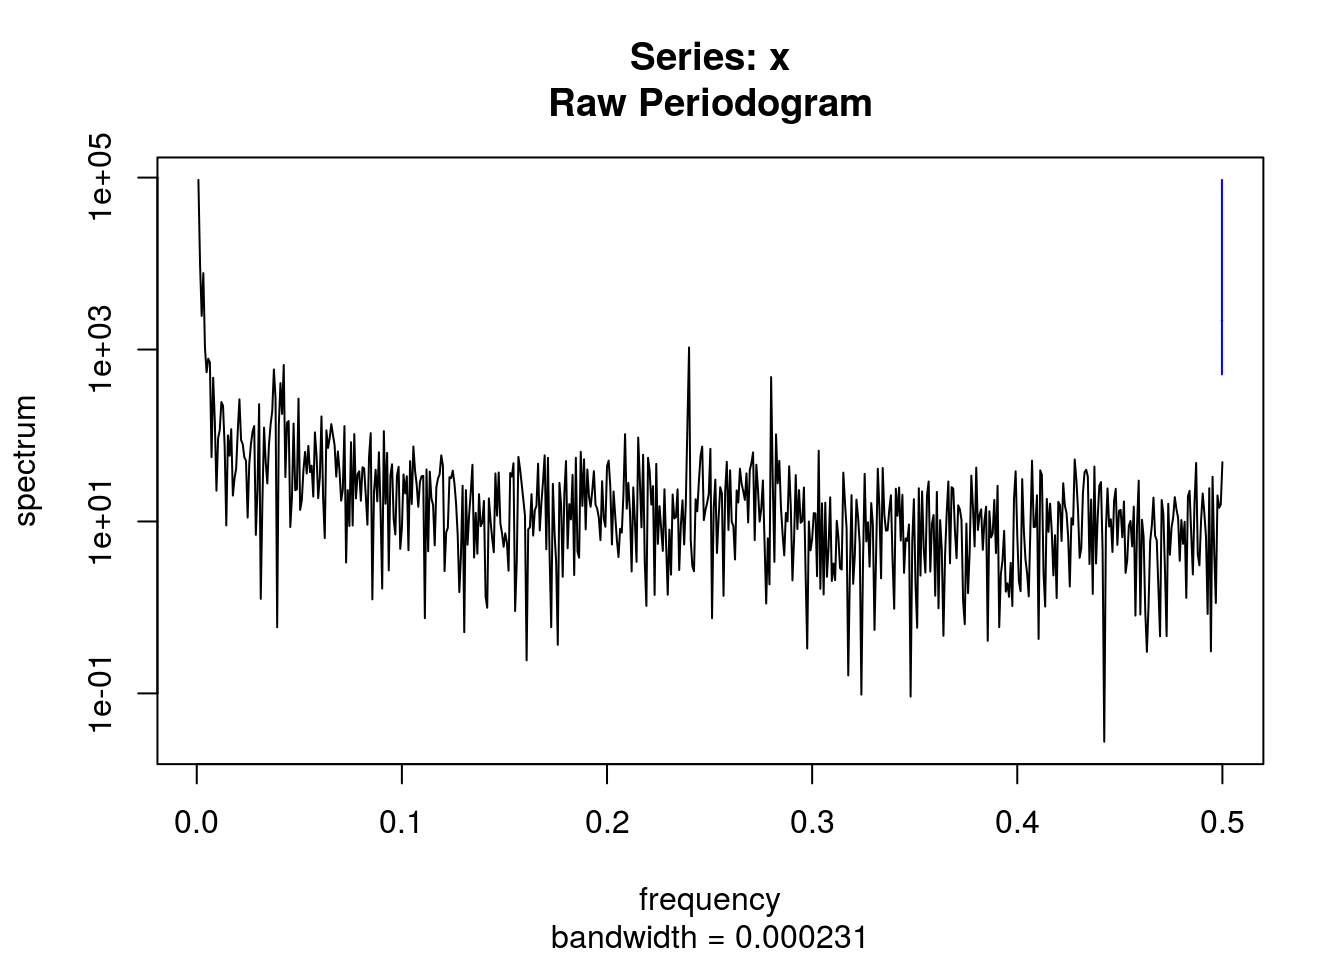 Series: x
Raw Periodogram
spectrum
1e+05
1e+03
1e+01
1e-01
0.0 0.1 0.2 0.3 0.4 0.5
frequency
bandwidth = 0.000231